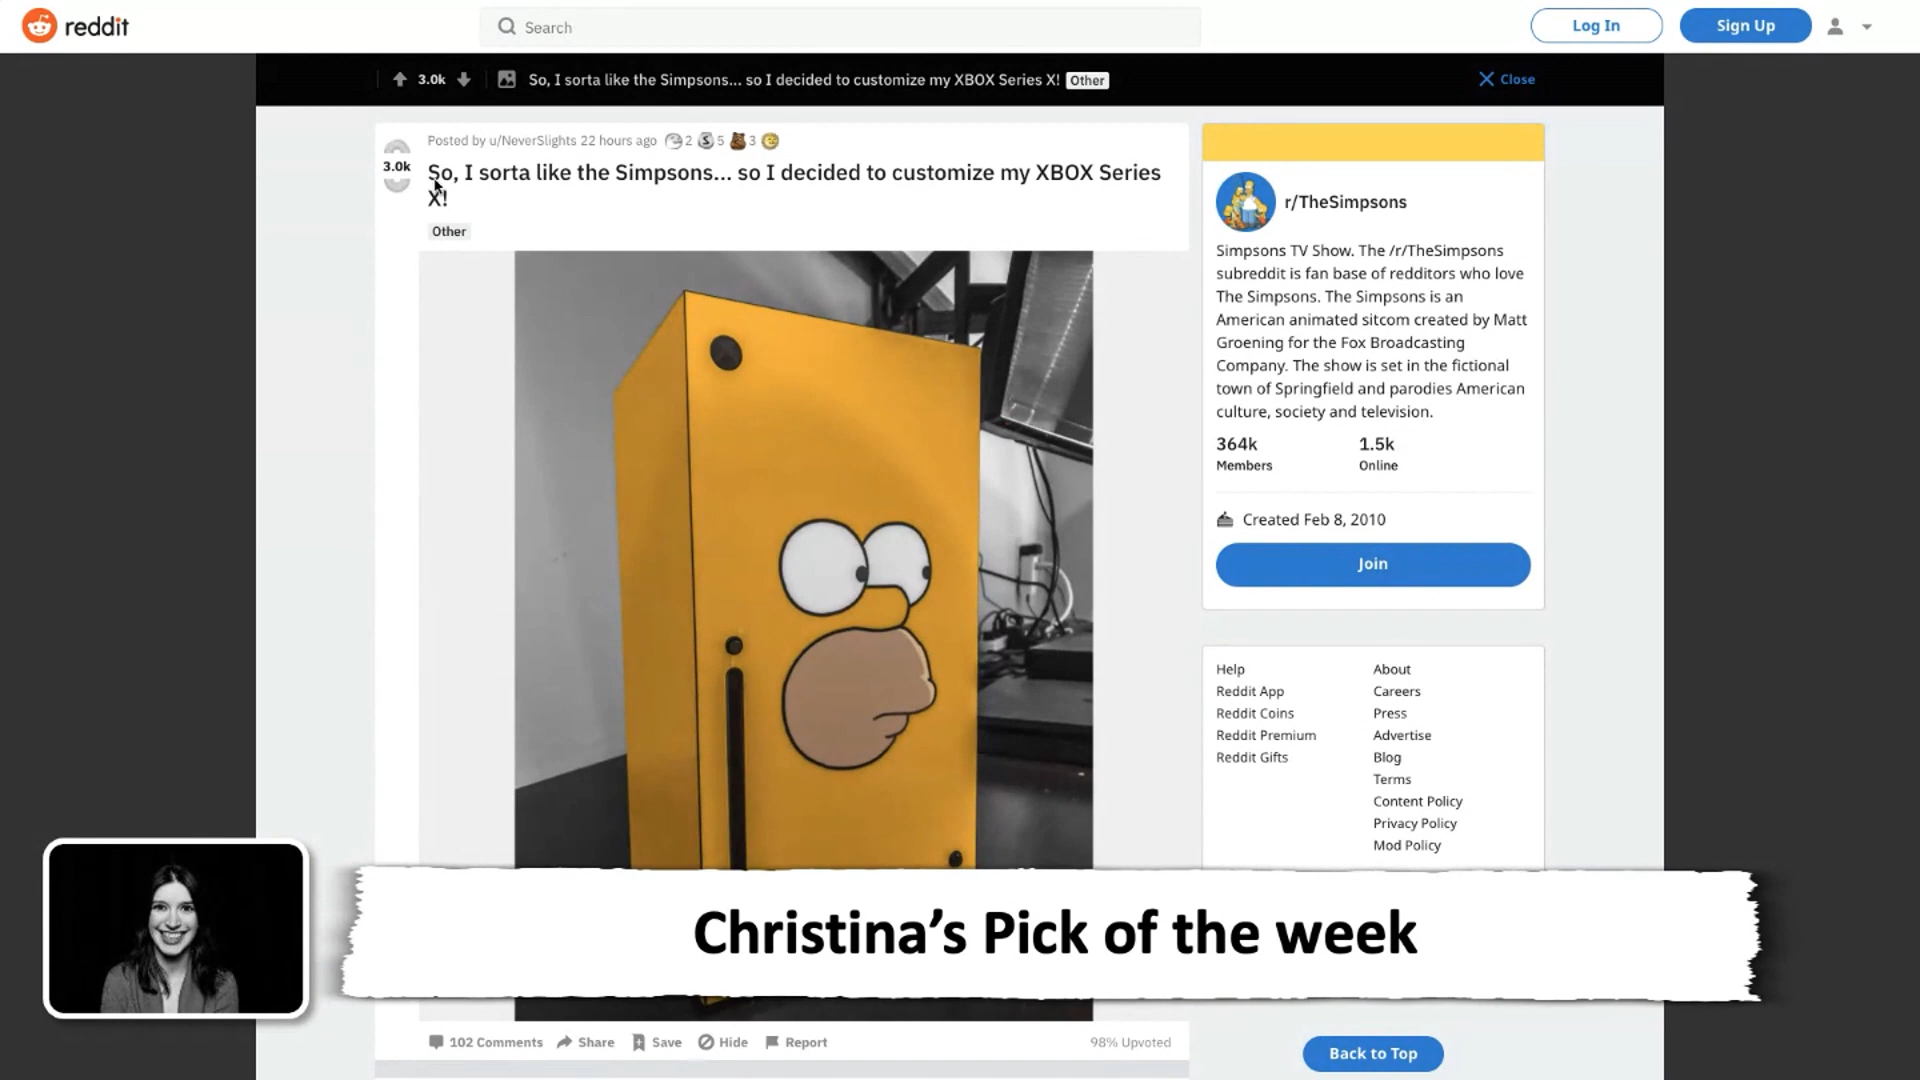 reddit
Search
Log In
Sign Up
3.0k
So, I sorta like the Simpsons... so I decided to customize my XBOX Series X! Other
Close
Posted by u/NeverSlights 22 hours ago 2 5 3
3.0k
So, I sorta like the Simpsons... so I decided to customize my XBOX Series
X!
Other
r/TheSimpsons
Simpsons TV Show. The /r/TheSimpsons
subreddit is fan base of redditors who love
The Simpsons. The Simpsons is an
American animated sitcom created by Matt
Groening for the Fox Broadcasting
Company. The show is set in the fictional
town of Springfield and parodies American
culture, society and television.
364k 1.5k
Members Online
Created Feb 8, 2010
Join
Help About
Reddit App Careers
Reddit Coins Press
Reddit Premium Advertise
Reddit Gifts Blog
Terms
Content Policy
Privacy Policy
Mod Policy
Christina's Pick of the week
102 Comments Share Save Hide Report 98% Upvoted
Back to Top